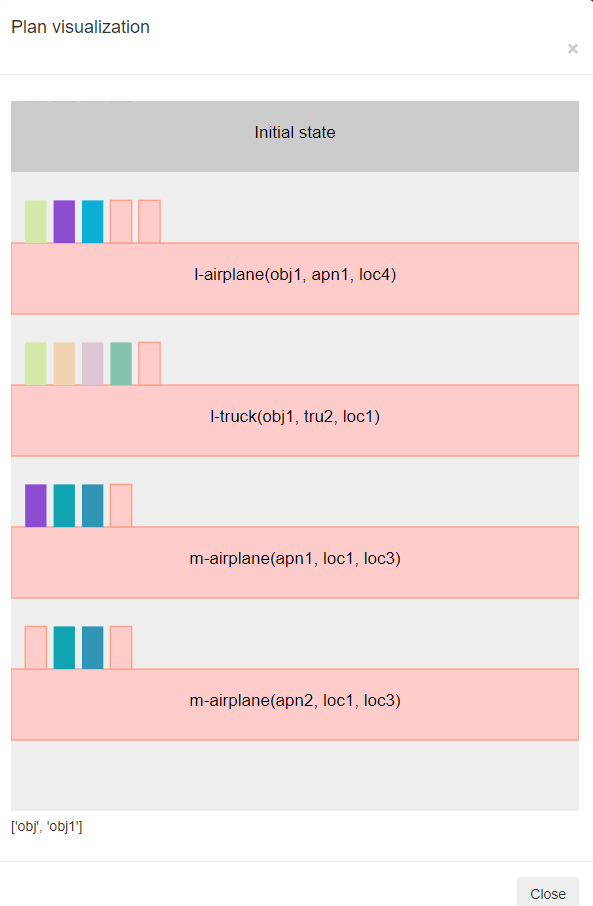 Plan visualization
×
Initial state
l-airplane(obj1, apn1, loc4)
l-truck(obj1, tru2, loc1)
m-airplane(apn1, loc1, loc3)
m-airplane(apn2, loc1, loc3)
['obj', 'obj1']
Close